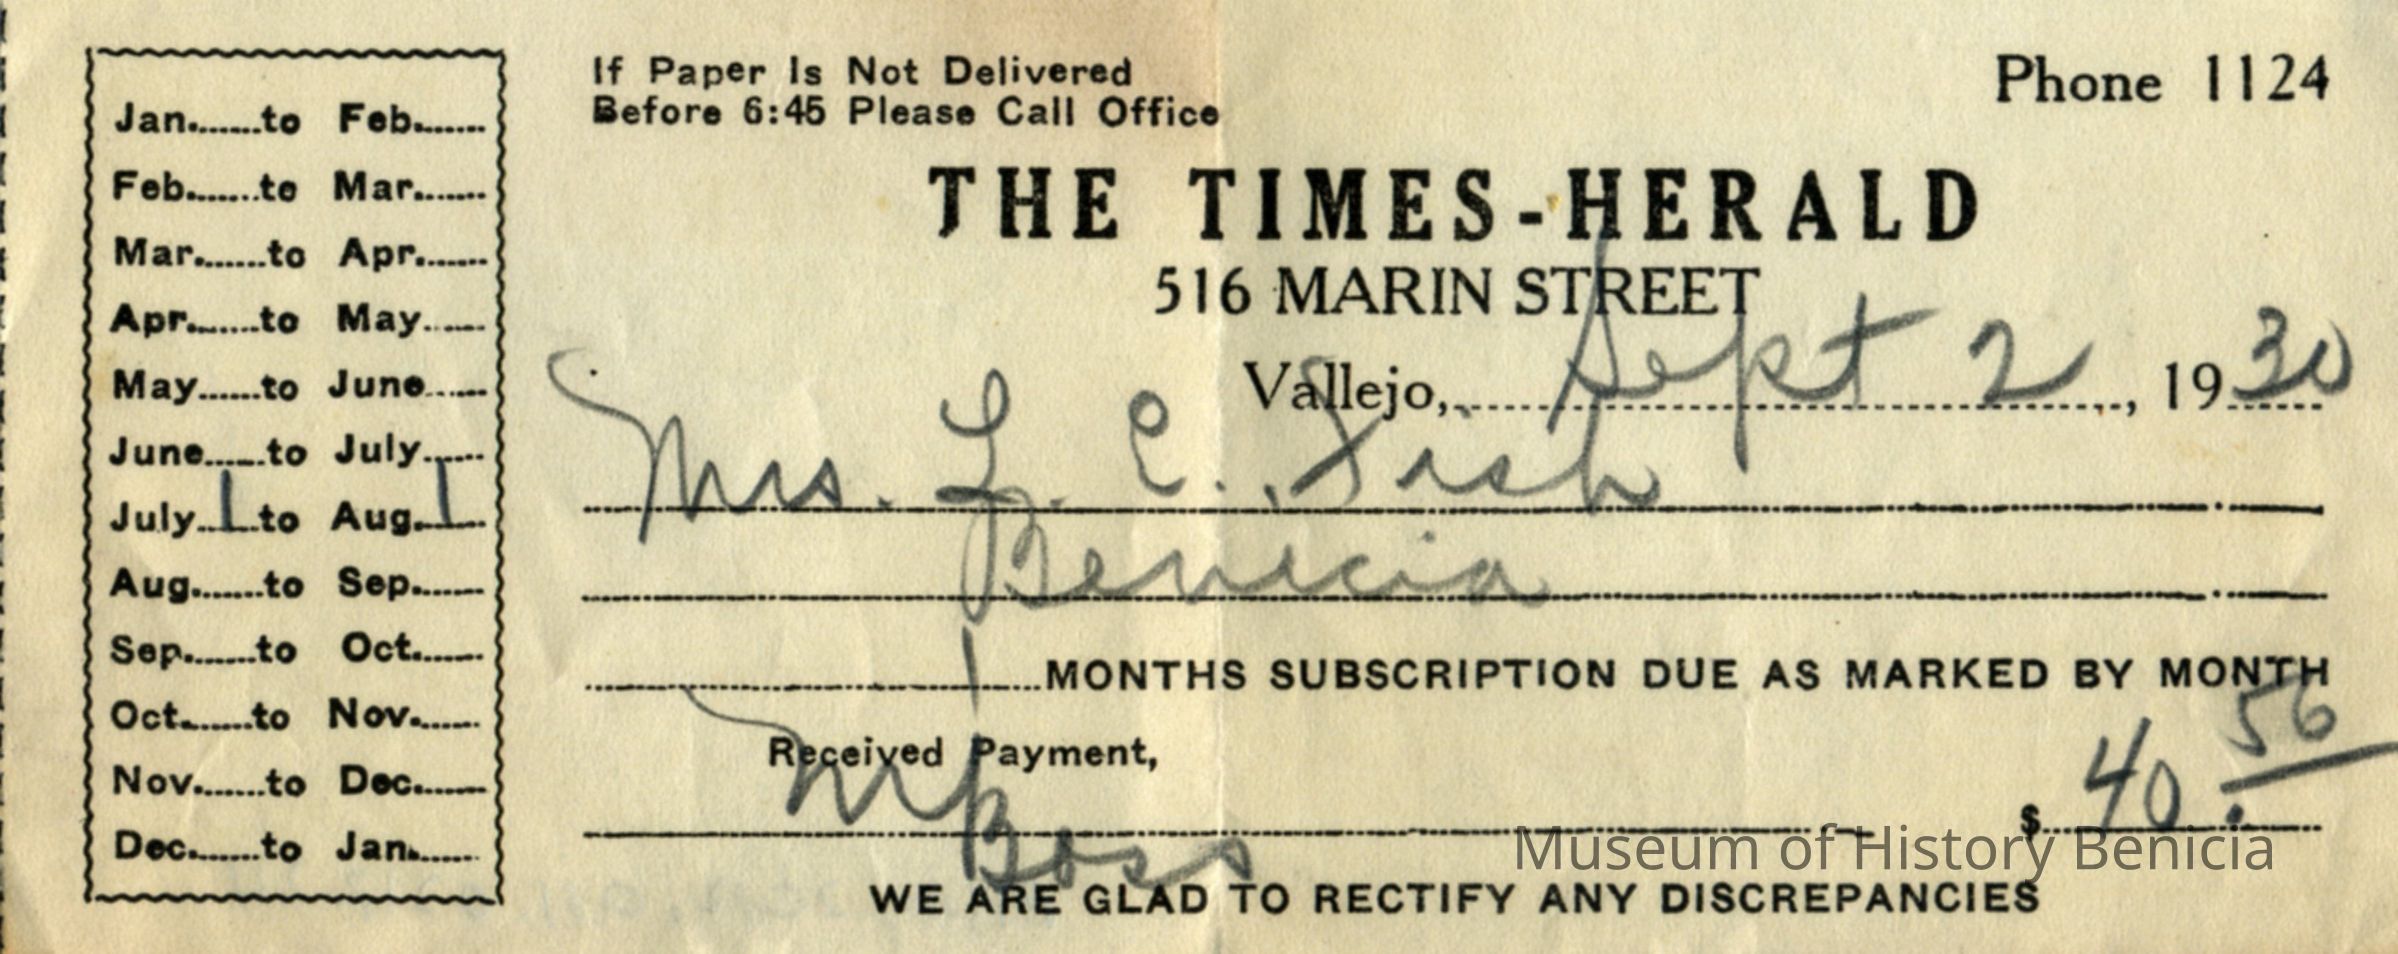 Jan.......to Feb.......
Feb.......to Mar.......
Mar.......to Apr.......
Apr.......to May......
May......to June......
June......to July......
July..1..to Aug..1..
Aug.......to Sep.......
Sep.......to Oct.......
Oct.......to Nov.......
Nov.......to Dec.......
Dec.......to Jan.......
If Paper Is Not Delivered
Before 6:45 Please Call Office
Phone 1124
THE TIMES-HERALD
516 MARIN STREET
Vallejo, Sept 2, 1930
Mrs. L. C. Fish
Benicia
1 MONTHS SUBSCRIPTION DUE AS MARKED BY MONTH
Received Payment,
Boss
$ 40.56
WE ARE GLAD TO RECTIFY ANY DISCREPANCIES
Museum of History Benicia